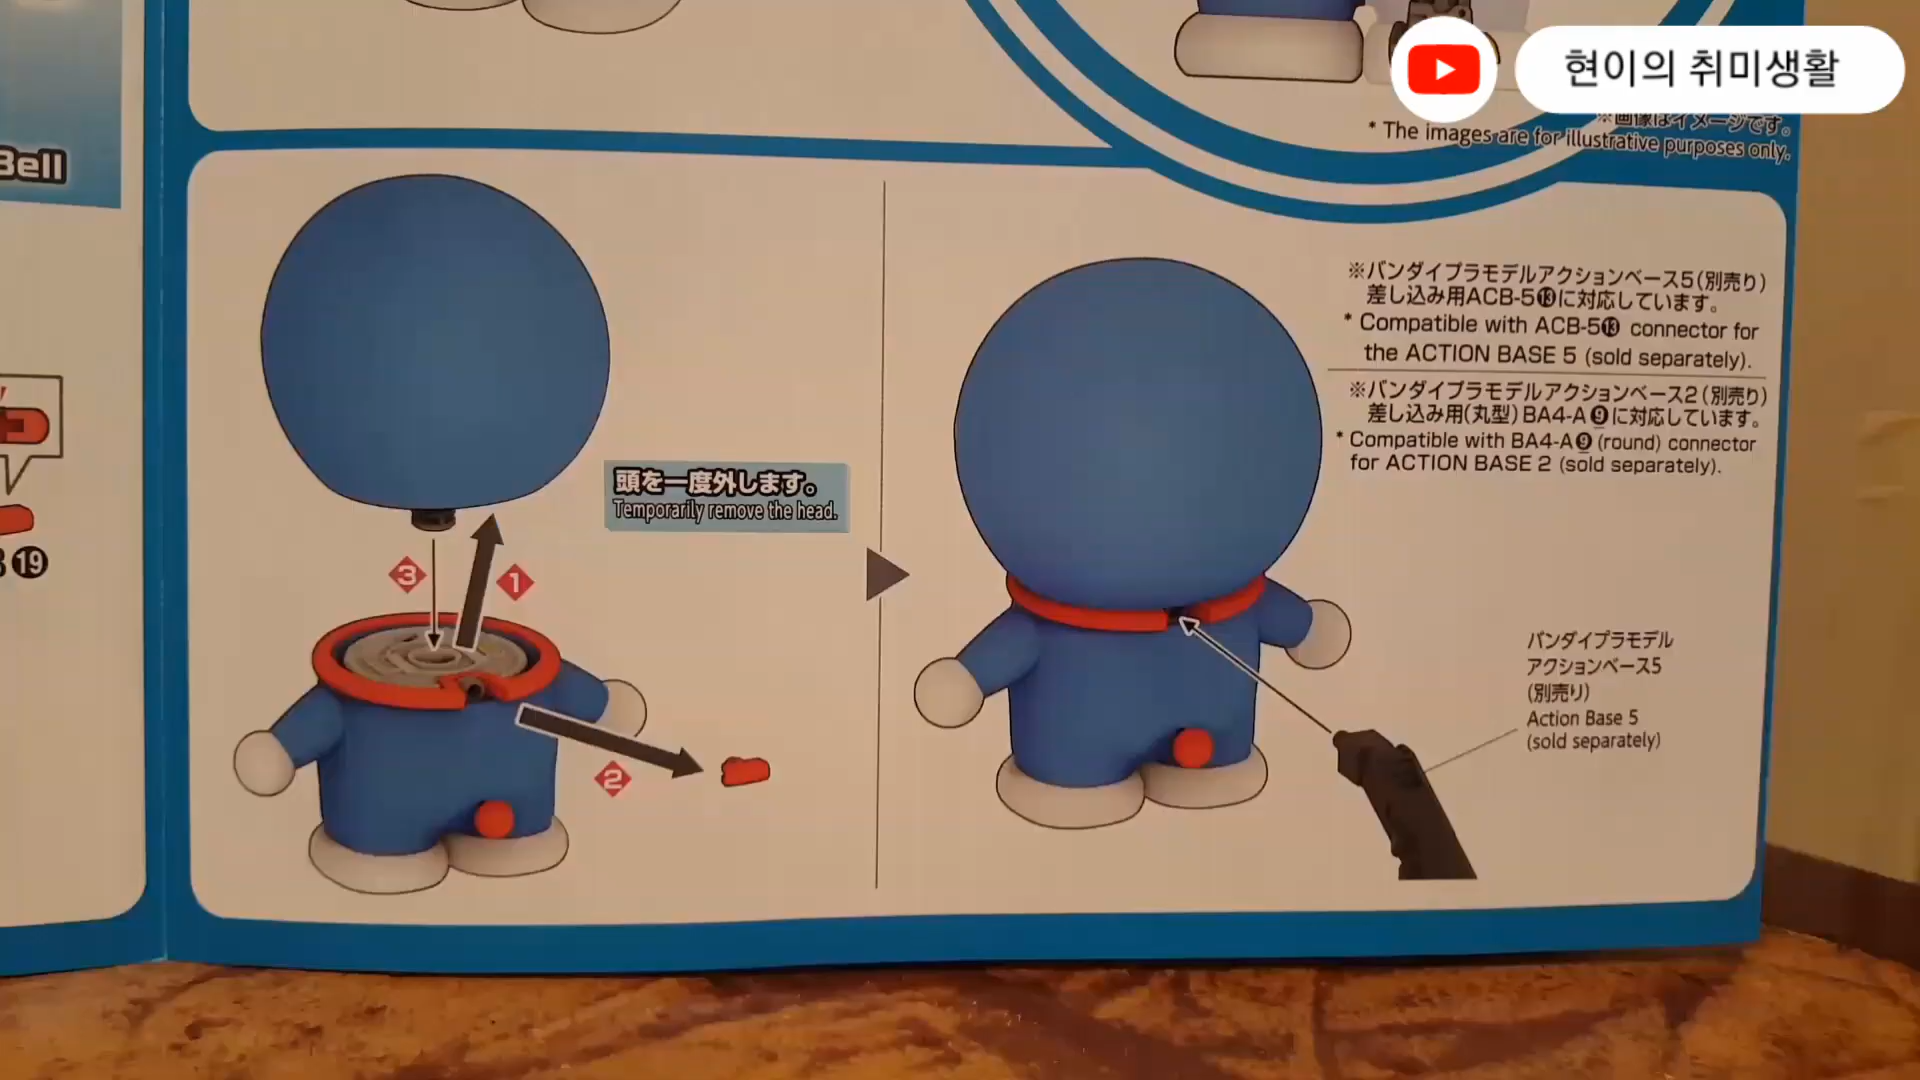 현이의 취미생활
※画像はイメージです。
* The images are for illustrative purposes only.
Bell
19
頭を一度外します。
Temporarily remove the head.
3
1
2
※バンダイプラモデルアクションベース5(別売り)
差し込み用ACB-5⓭に対応しています。
* Compatible with ACB-5⓭ connector for
the ACTION BASE 5 (sold separately).
※バンダイプラモデルアクションベース2(別売り)
差し込み用(丸型)BA4-A❾に対応しています。
* Compatible with BA4-A❾ (round) connector
for ACTION BASE 2 (sold separately).
バンダイプラモデル
アクションベース5
(別売り)
Action Base 5
(sold separately)